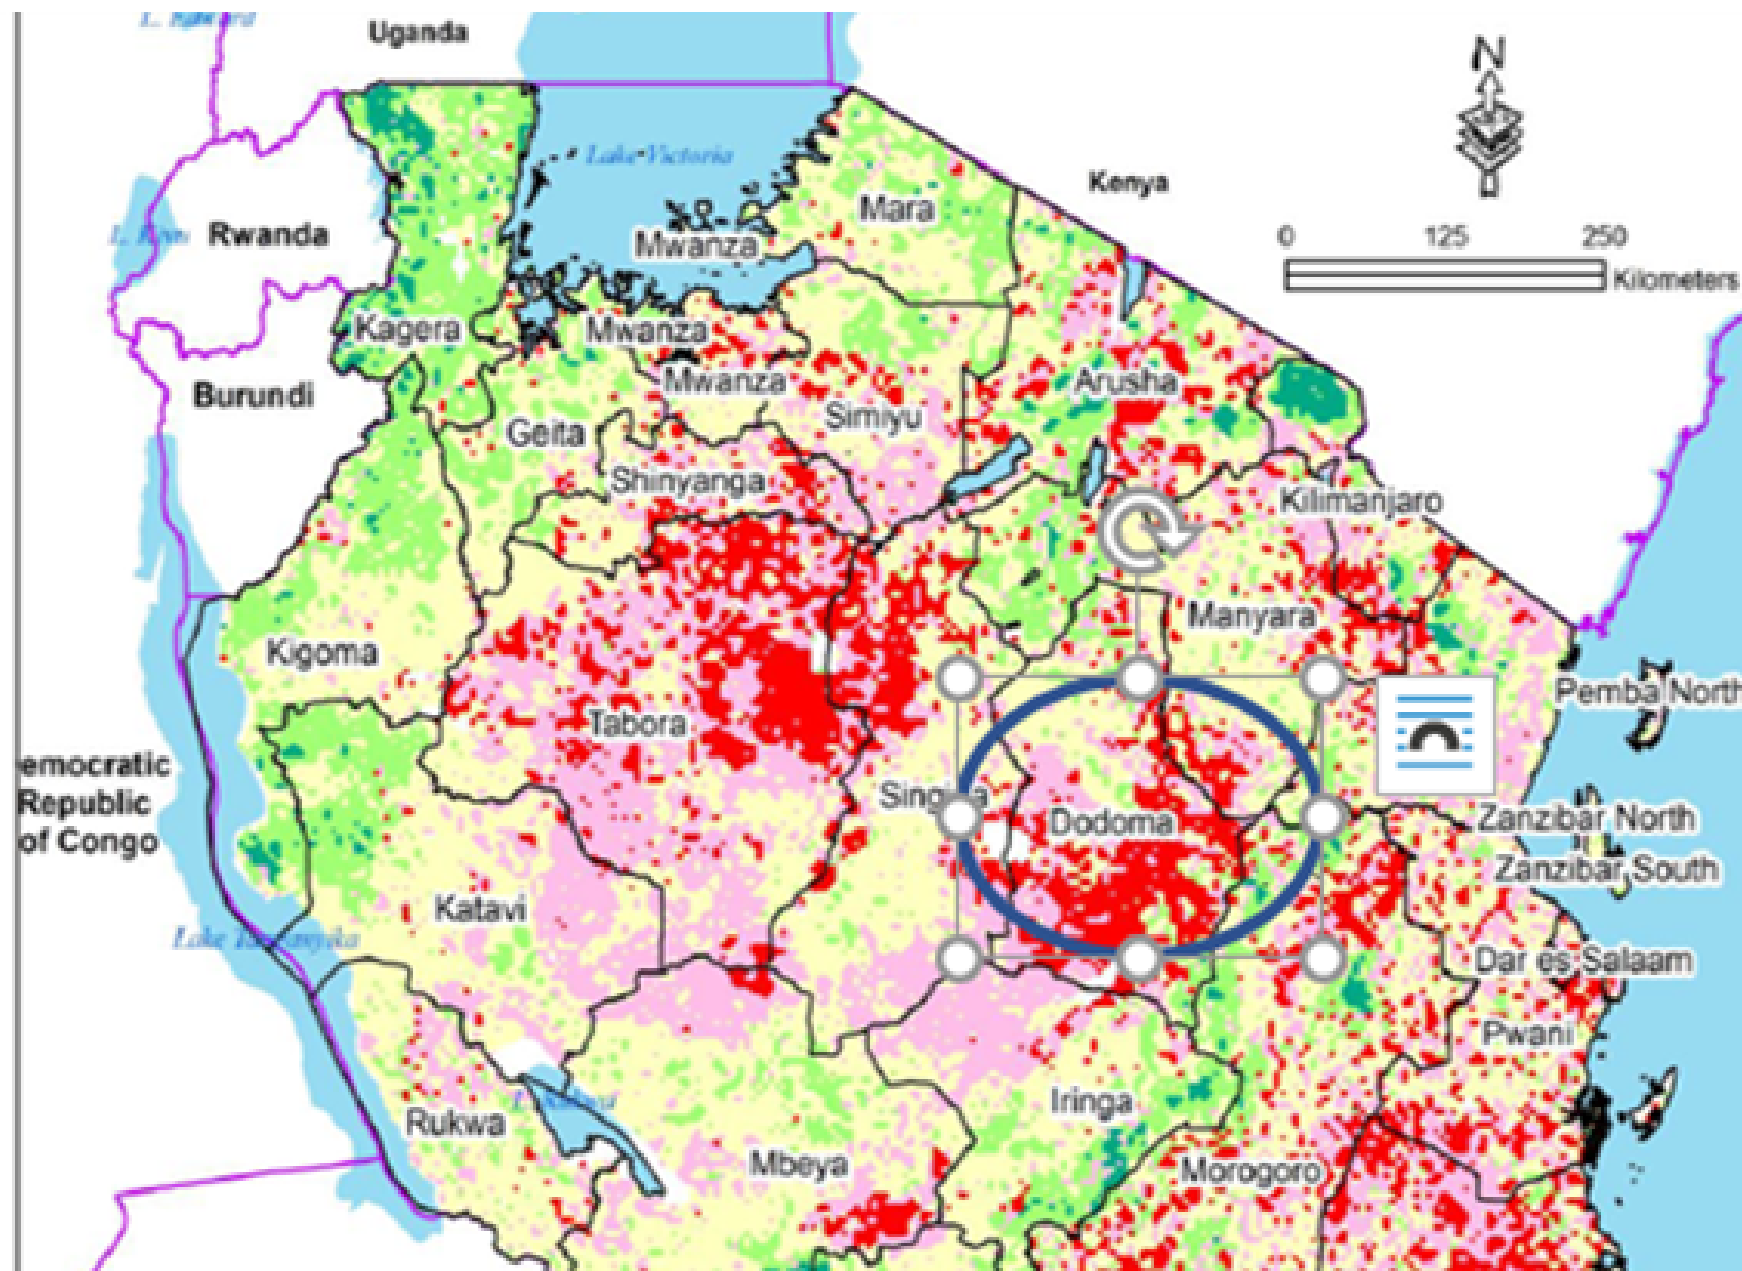 Uganda
N
Lake Victoria
Kenya
Mara
Rwanda
Mwanza
0 125 250
Kilometers
Kagera
Mwanza
Burundi
Mwanza
Arusha
Geita
Simiyu
Shinyanga
Kilimanjaro
Manyara
Kigoma
Pemba North
Tabora
emocratic
Republic
of Congo
Dodoma
Zanzibar North
Zanzibar South
Katavi
Dar es Salaam
Pwani
Iringa
Rukwa
Mbeya
Morogoro